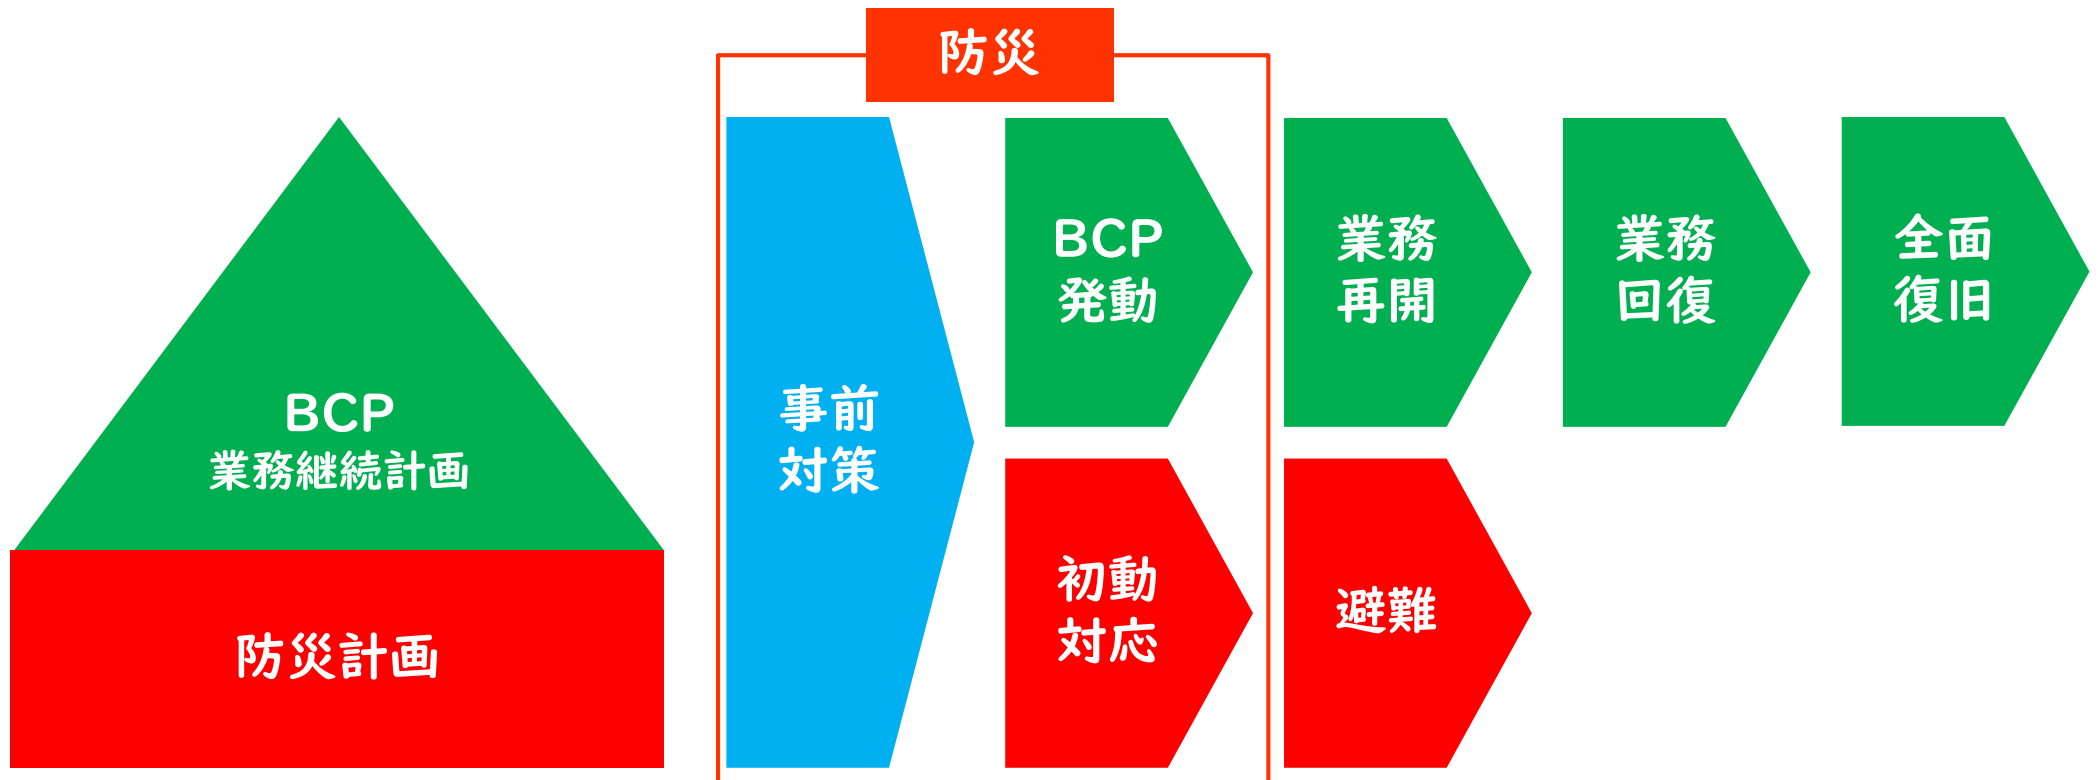 防災
BCP
業務継続計画
防災計画
事前
対策
BCP
発動
業務
再開
業務
回復
全面
復旧
初動
対応
避難